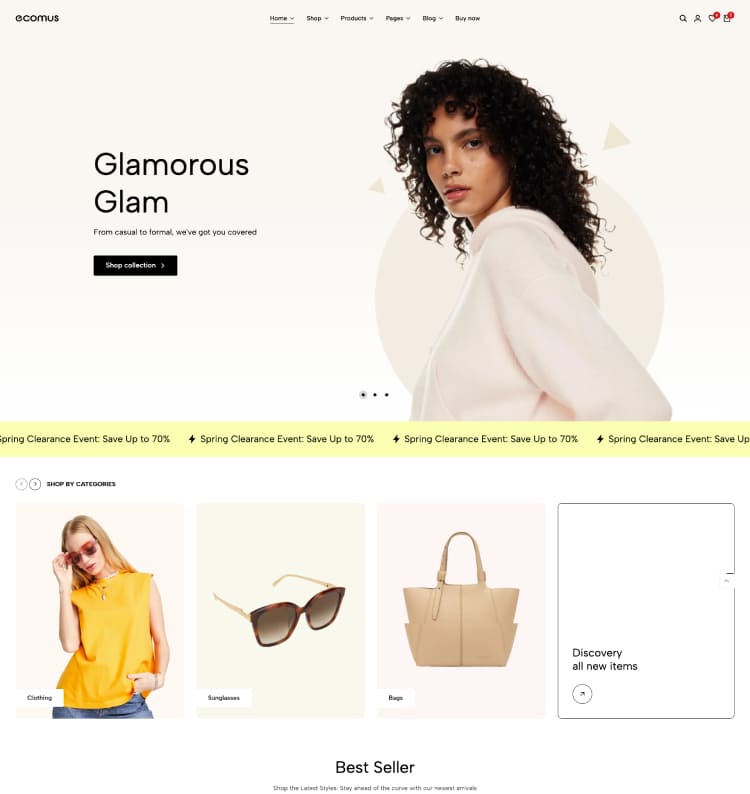 ecomus
Home Shop Products Pages Blog Buy now
Glamorous
Glam
From casual to formal, we've got you covered
Shop collection
Spring Clearance Event: Save Up to 70% Spring Clearance Event: Save Up to 70% Spring Clearance Event: Save Up to 70% Spring Clearance Event: Save Up
SHOP BY CATEGORIES
Clothing
Sunglasses
Bags
Discovery
all new items
Best Seller
Shop the Latest Styles: Stay ahead of the curve with our newest arrivals